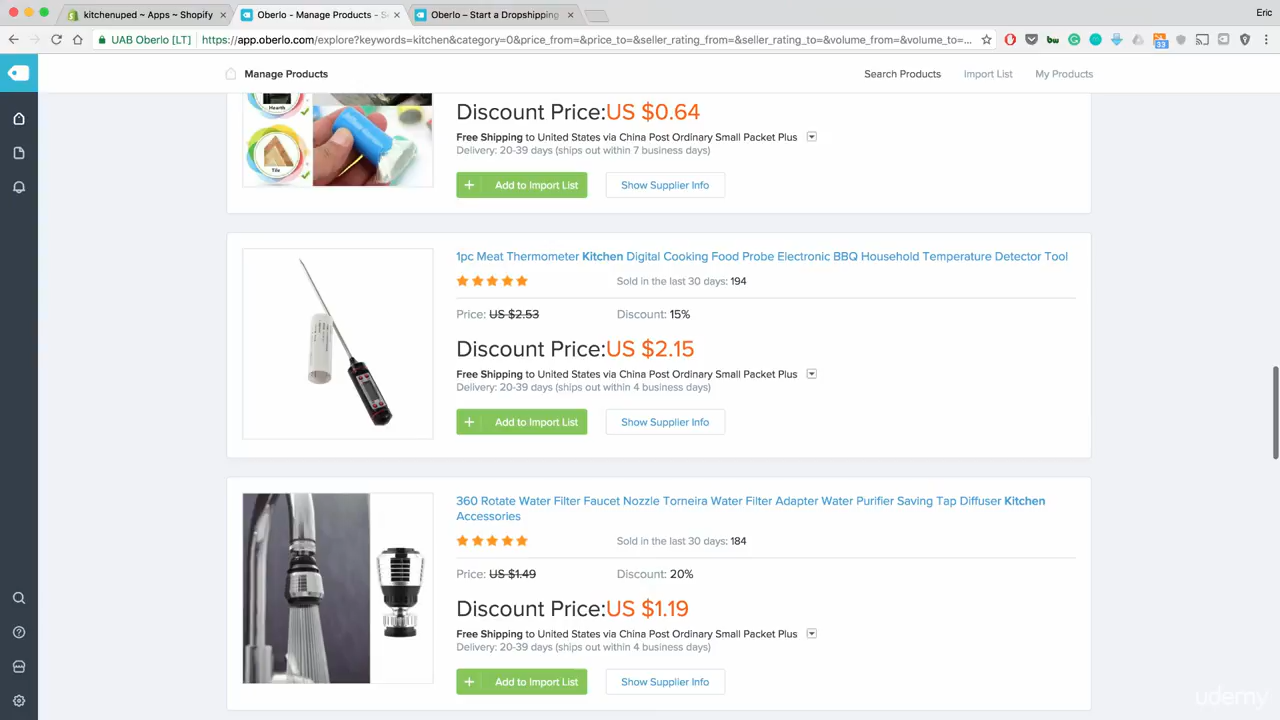 kitchenuped ~ Apps ~ Shopify
Oberlo - Manage Products - S
Oberlo – Start a Dropshipping
Eric
UAB Oberlo [LT]
https://app.oberlo.com/explore?keywords=kitchen&category=0&price_from=&price_to=&seller_rating_from=&seller_rating_to=&volume_from=&volume_to=...
33
Manage Products
Search Products
Import List
My Products
Hearth
Tile
Discount Price:US $0.64
Free Shipping to United States via China Post Ordinary Small Packet Plus
Delivery: 20-39 days (ships out within 7 business days)
+ Add to Import List
Show Supplier Info
1pc Meat Thermometer Kitchen Digital Cooking Food Probe Electronic BBQ Household Temperature Detector Tool
Sold in the last 30 days: 194
Price: US $2.53
Discount: 15%
Discount Price:US $2.15
Free Shipping to United States via China Post Ordinary Small Packet Plus
Delivery: 20-39 days (ships out within 4 business days)
+ Add to Import List
Show Supplier Info
360 Rotate Water Filter Faucet Nozzle Torneira Water Filter Adapter Water Purifier Saving Tap Diffuser Kitchen
Accessories
Sold in the last 30 days: 184
Price: US $1.49
Discount: 20%
Discount Price:US $1.19
Free Shipping to United States via China Post Ordinary Small Packet Plus
Delivery: 20-39 days (ships out within 4 business days)
+ Add to Import List
Show Supplier Info
udemy